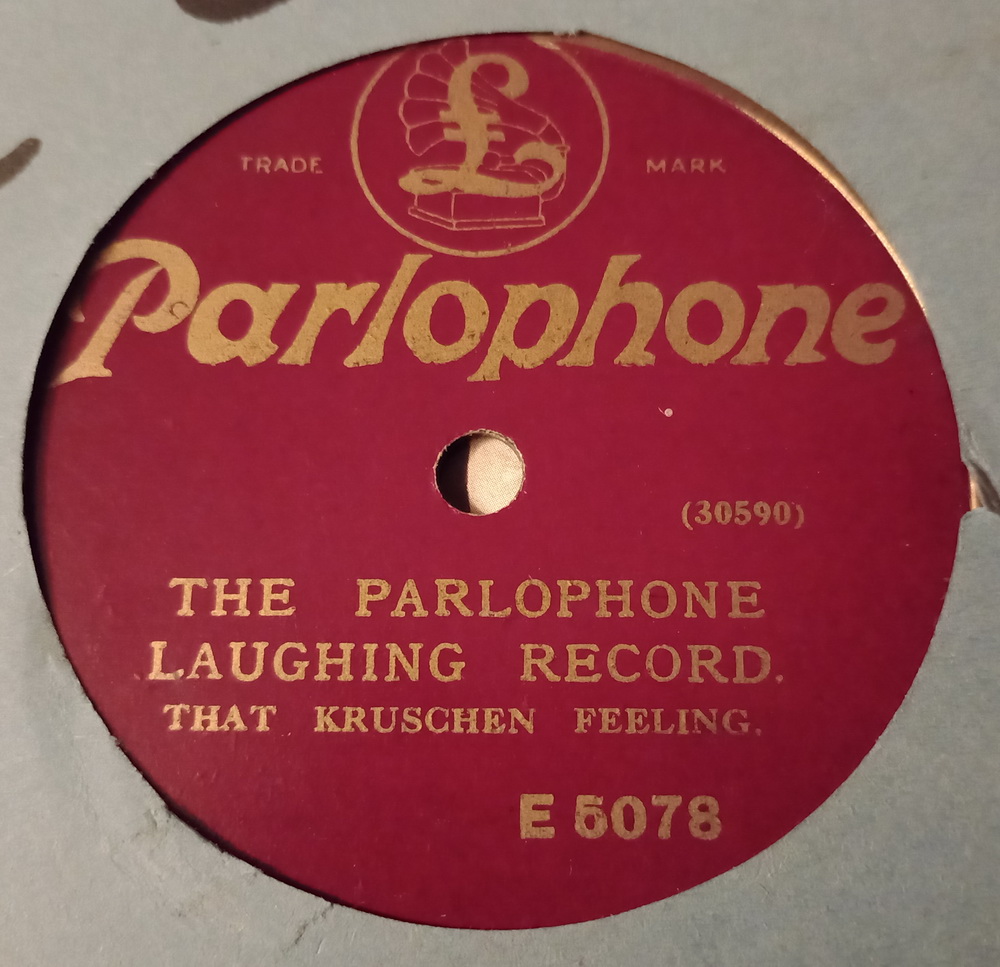 £
TRADE MARK
Parlophone
(30590)
THE PARLOPHONE
LAUGHING RECORD.
THAT KRUSCHEN FEELING.
E 5078